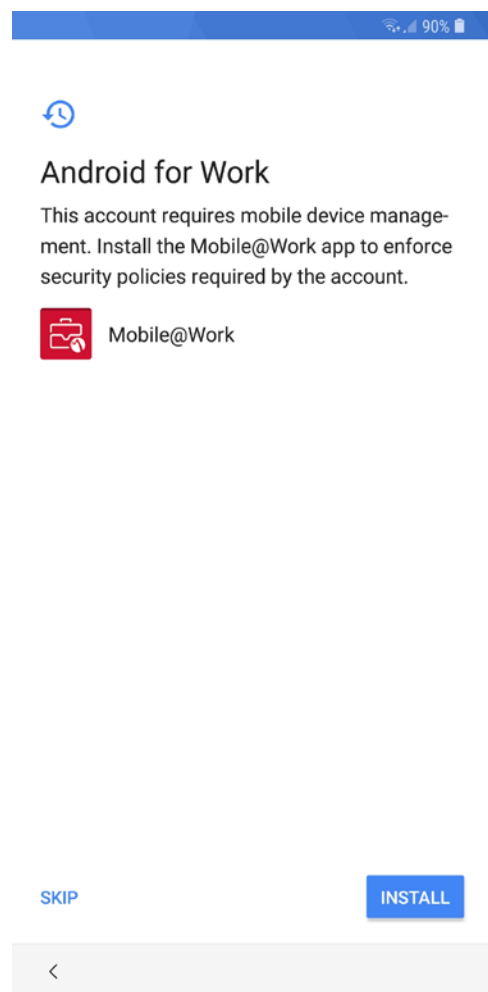 90%
Android for Work
This account requires mobile device manage-
ment. Install the Mobile@Work app to enforce
security policies required by the account.
Mobile@Work
SKIP
INSTALL